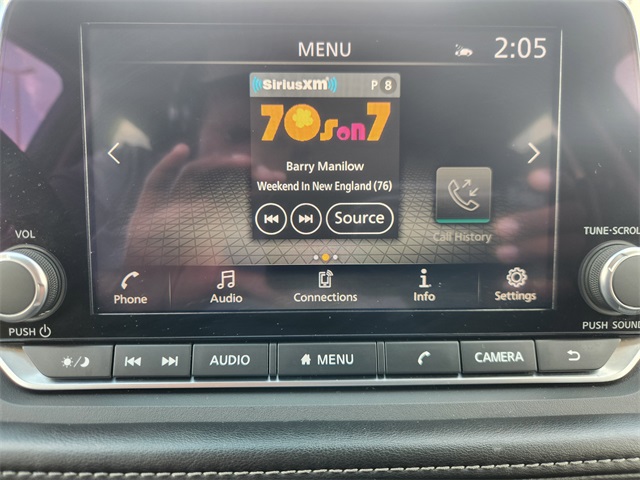 MENU 2:05
SiriusXM P 8
70s on 7
Barry Manilow
Weekend In New England (76)
Source
Call History
VOL
TUNE·SCROLL
Phone Audio Connections Info Settings
PUSH
PUSH SOUND
AUDIO MENU CAMERA